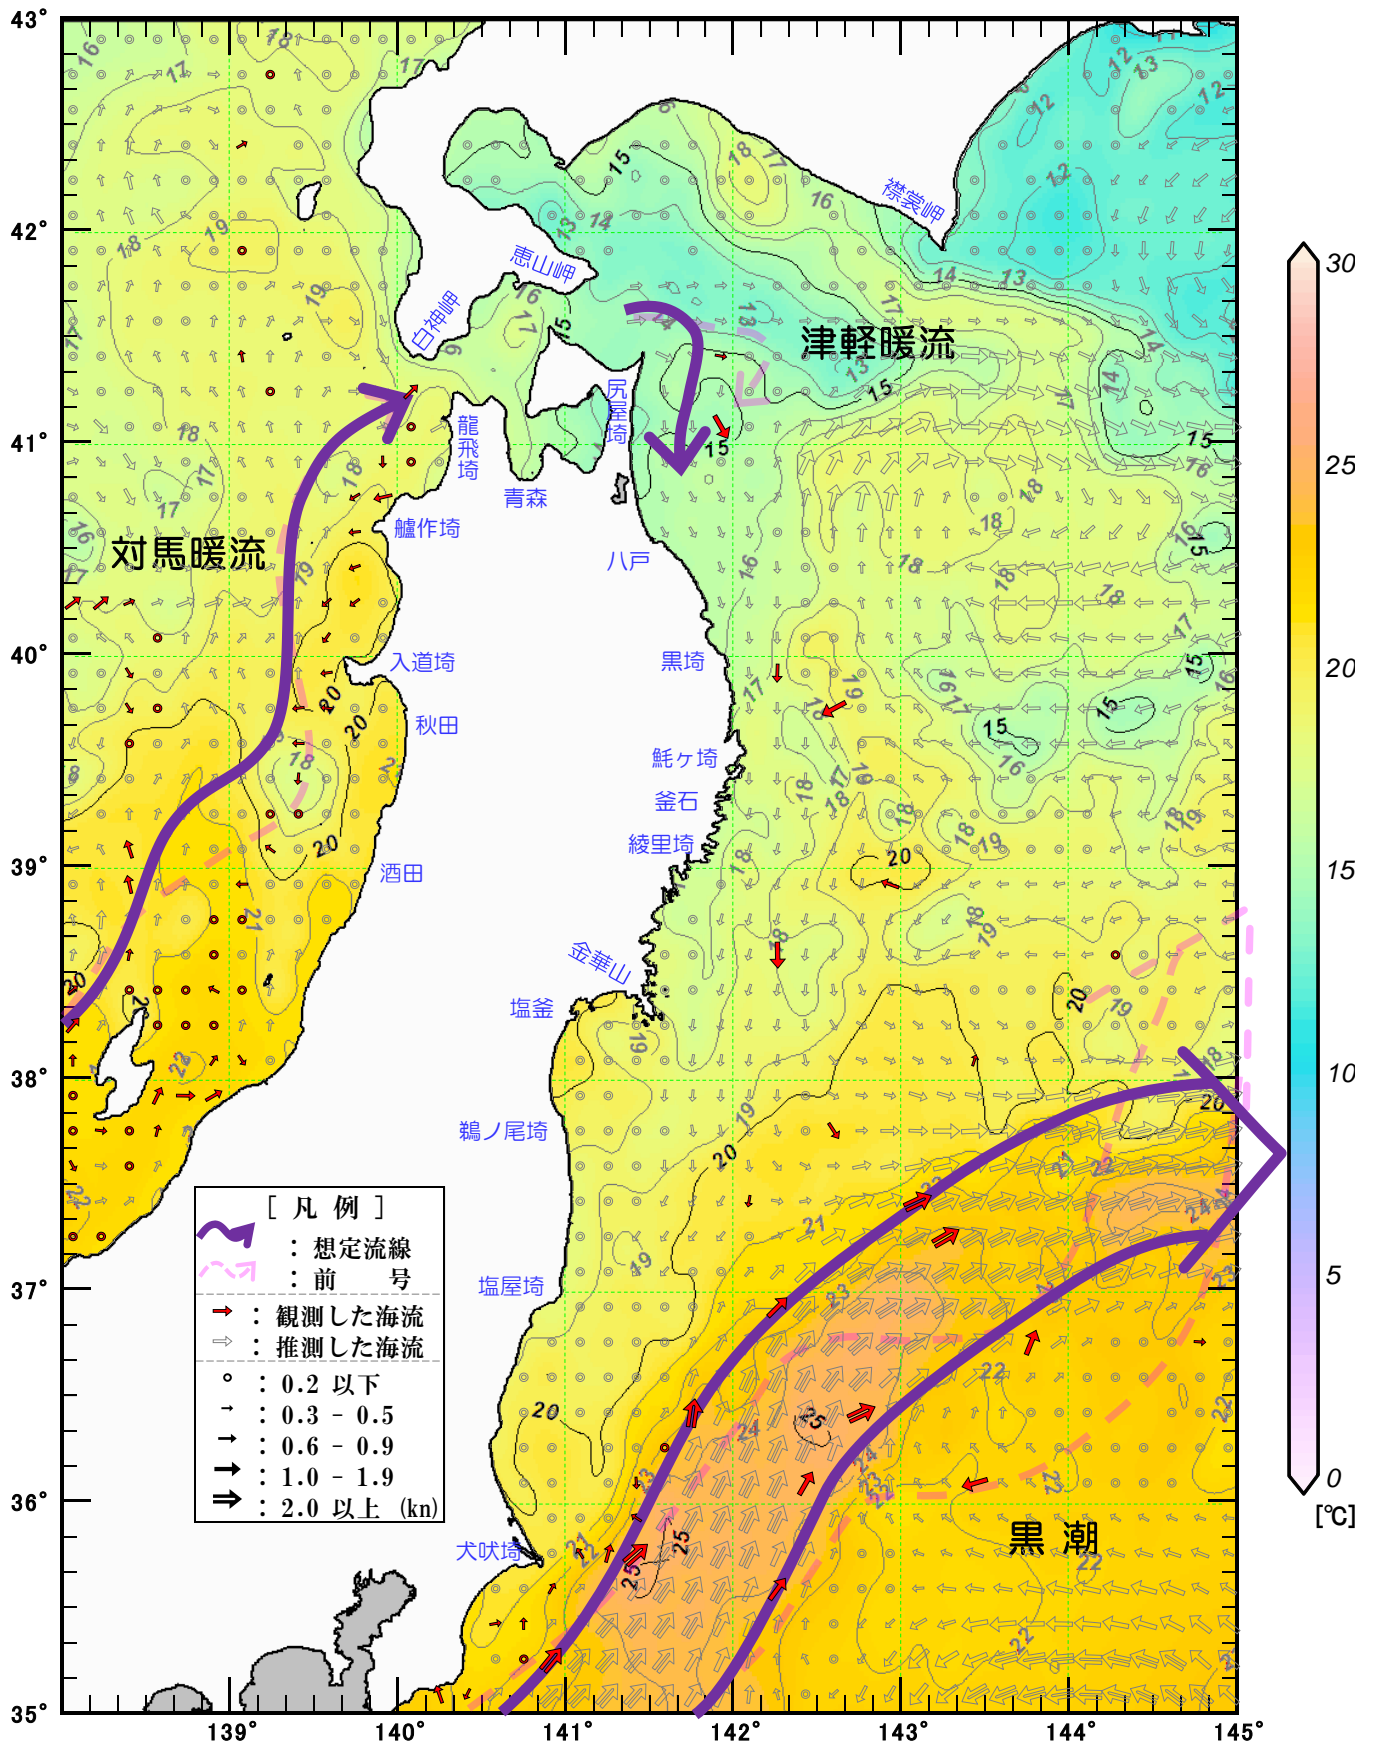 43°
42°
41°
40°
39°
38°
37°
36°
35°
139°
140°
141°
142°
143°
144°
145°
襟裳岬
恵山岬
白神岬
津軽暖流
尻屋埼
龍飛埼
青森
艫作埼
対馬暖流
八戸
入道埼
黒埼
秋田
魹ヶ埼
釜石
綾里埼
酒田
金華山
塩釜
鵜ノ尾埼
塩屋埼
犬吠埼
黒潮
[ 凡 例 ]
: 想定流線
: 前 号
: 観測した海流
: 推測した海流
: 0.2 以下
: 0.3 - 0.5
: 0.6 - 0.9
: 1.0 - 1.9
: 2.0 以上 (kn)
30
25
20
15
10
5
0
[℃]